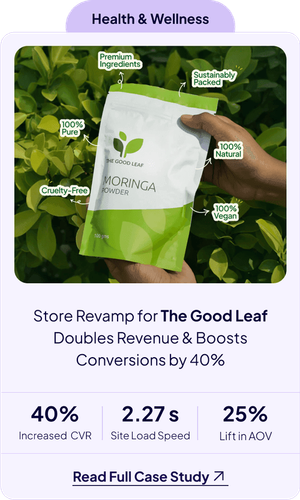 Health & Wellness
Premium
Ingredients
Sustainably
Packed
100%
Pure
THE GOOD LEAF
100%
Natural
MORINGA
POWDER
Cruelty-Free
100%
Vegan
Store Revamp for The Good Leaf
Doubles Revenue & Boosts
Conversions by 40%
40%
Increased CVR
2.27 s
Site Load Speed
25%
Lift in AOV
Read Full Case Study